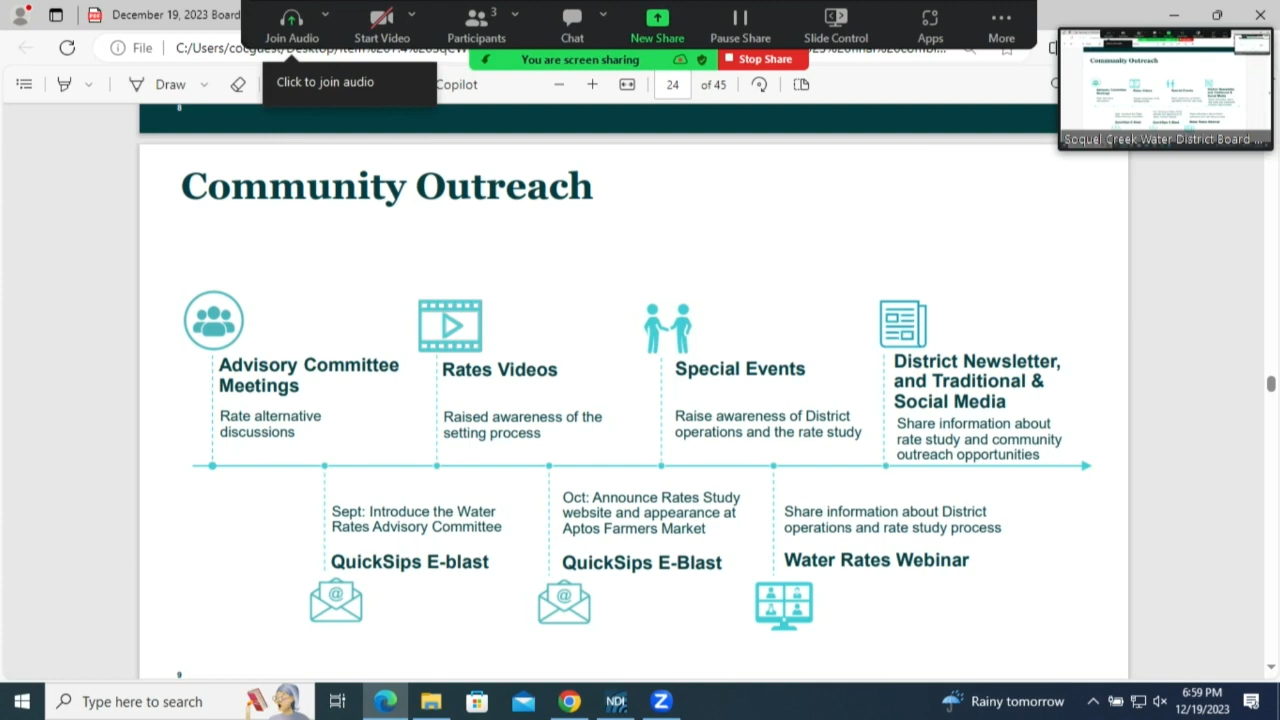 December 19, 2023 Board
3
Join Audio
Start Video
Participants
Chat
New Share
Pause Share
Slide Control
Apps
More
You are screen sharing
Stop Share
Click to join audio
File
Draw
Copilot
24
of 45
Soquel Creek Water District Board ...
8
Community Outreach
Advisory Committee
Meetings
Rate alternative
discussions
Rates Videos
Raised awareness of the
setting process
Special Events
Raise awareness of District
operations and the rate study
District Newsletter,
and Traditional &
Social Media
Share information about
rate study and community
outreach opportunities
Sept: Introduce the Water
Rates Advisory Committee
QuickSips E-blast
Oct: Announce Rates Study
website and appearance at
Aptos Farmers Market
QuickSips E-Blast
Share information about District
operations and rate study process
Water Rates Webinar
9
Type here to search
NDI
Rainy tomorrow
6:59 PM
12/19/2023